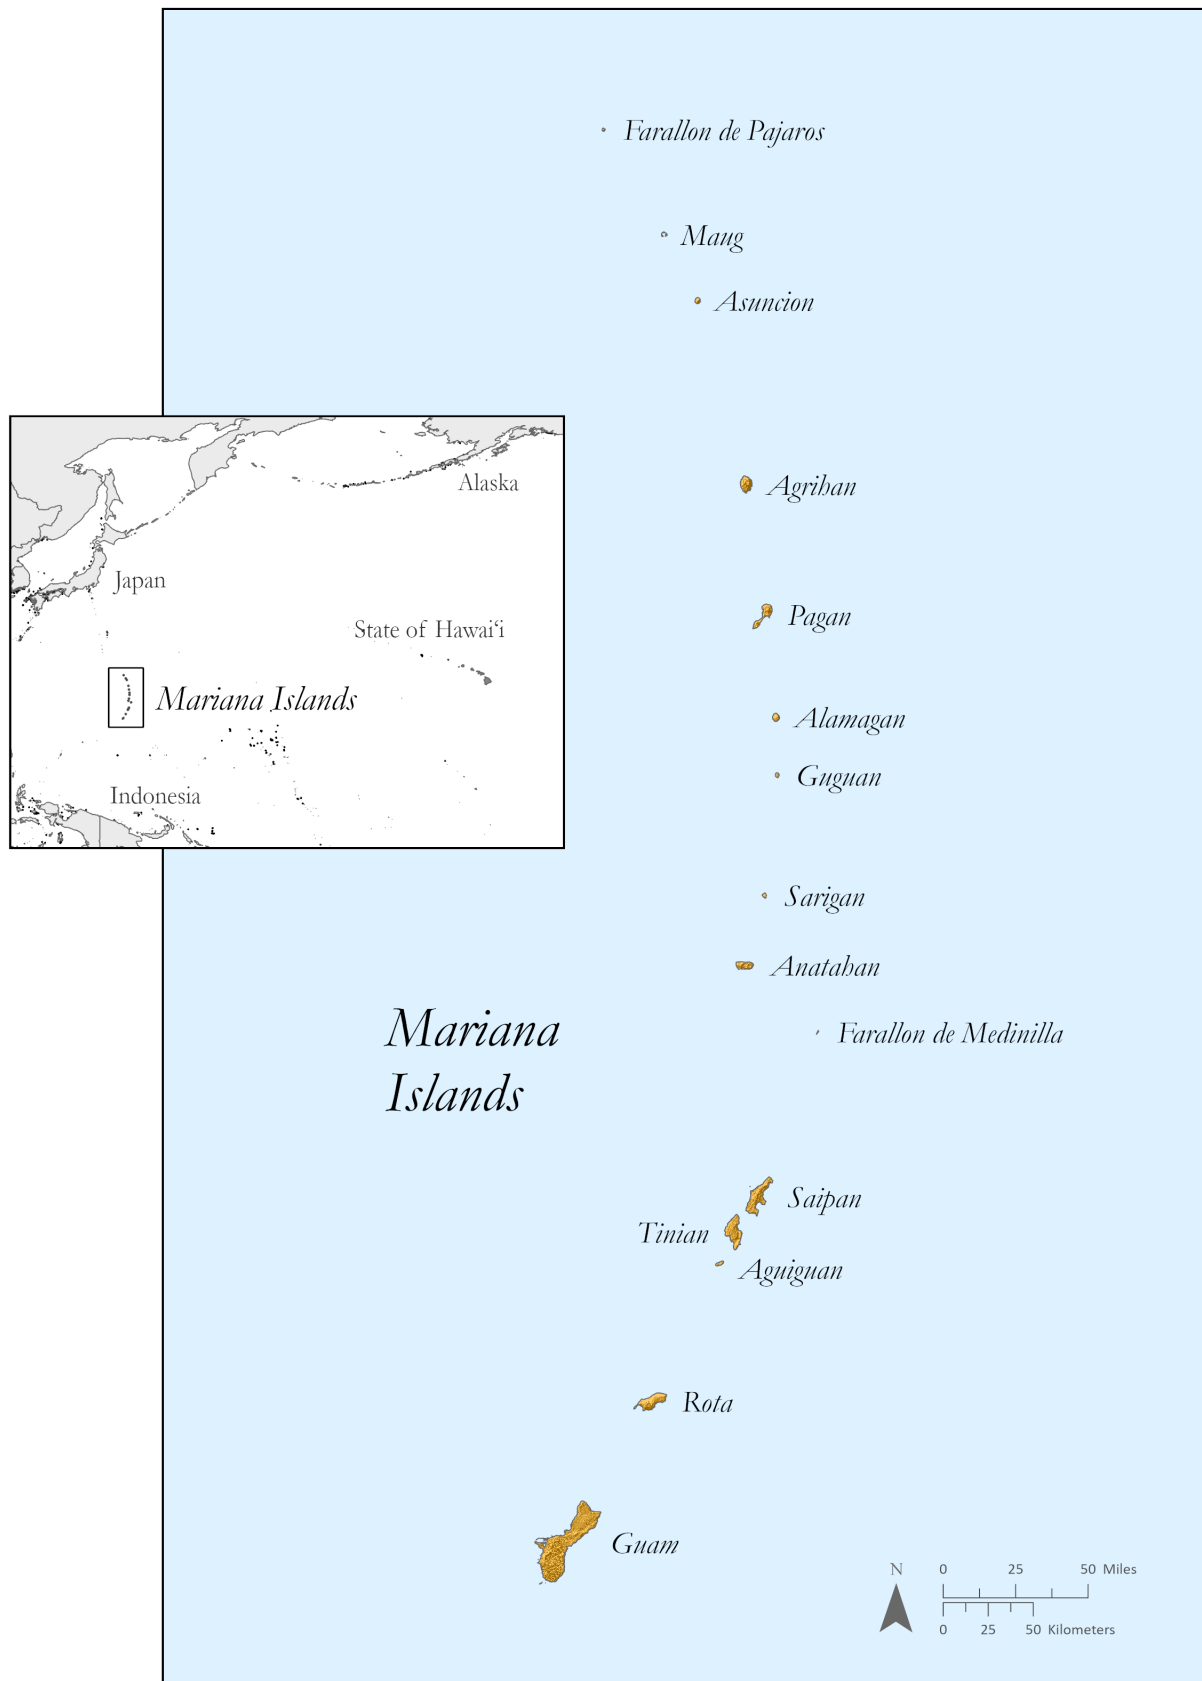 Farallon de Pajaros
Maug
Asuncion
Alaska
Agrihan
Japan
Pagan
State of Hawai‘i
Mariana Islands
Alamagan
Guguan
Indonesia
Sarigan
Anatahan
Mariana
Islands
Farallon de Medinilla
Saipan
Tinian
Aguiguan
Rota
Guam
N
0 25 50 Miles
0 25 50 Kilometers